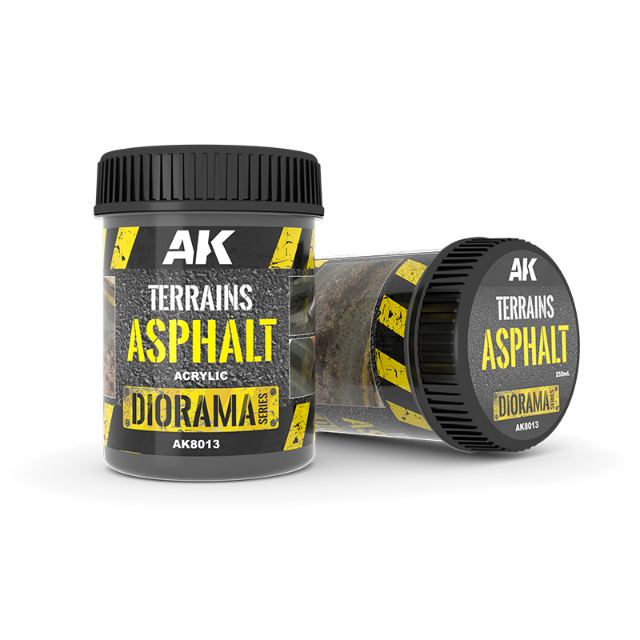 AK
TERRAINS
ASPHALT
ACRYLIC
DIORAMA
SERIES
AK8013
AK
TERRAINS
ASPHALT
250mL
DIORAMA
SERIES
AK8013